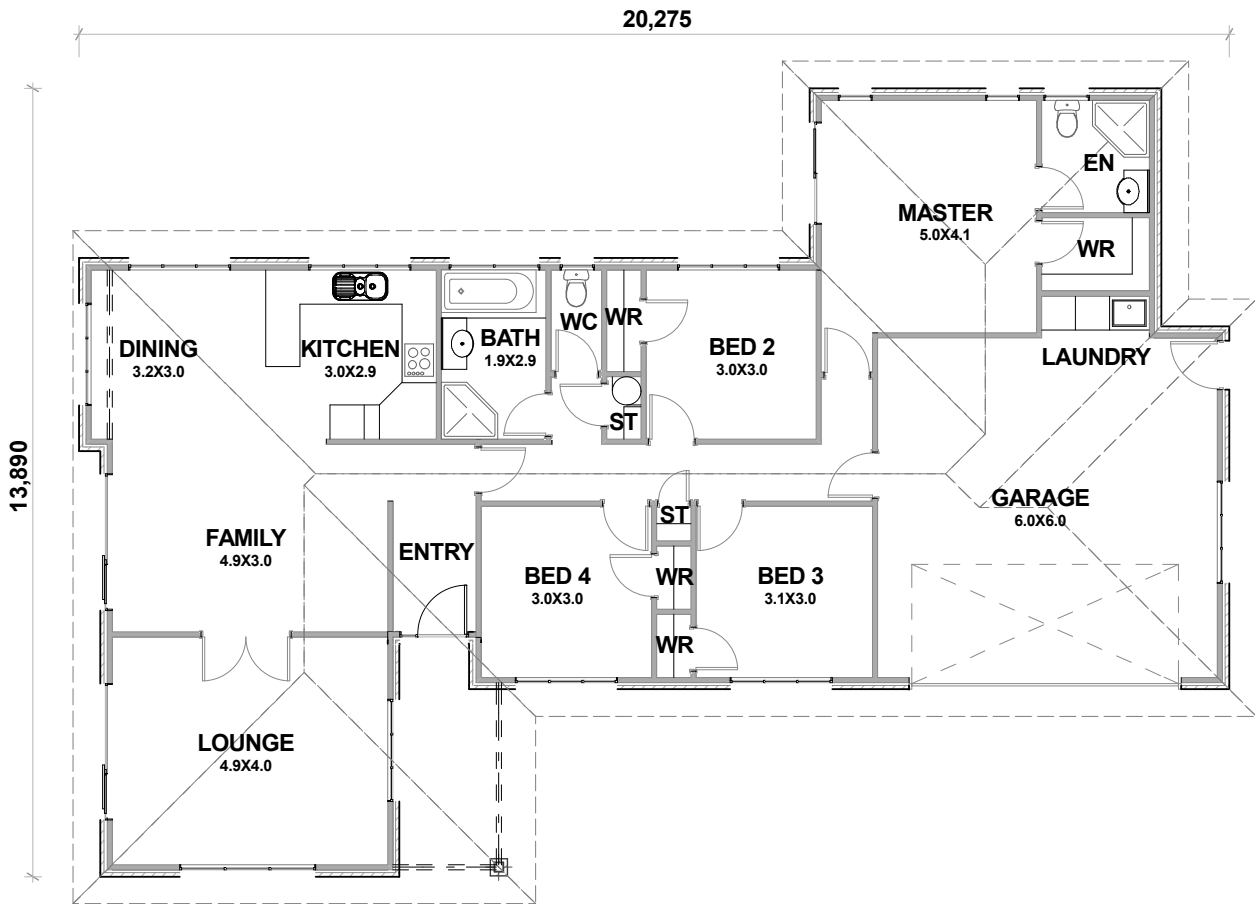 20,275
13,890
MASTER
5.0X4.1
EN
WR
DINING
3.2X3.0
KITCHEN
3.0X2.9
BATH
1.9X2.9
WC
WR
BED 2
3.0X3.0
LAUNDRY
ST
GARAGE
6.0X6.0
FAMILY
4.9X3.0
ENTRY
ST
BED 4
3.0X3.0
WR
BED 3
3.1X3.0
WR
LOUNGE
4.9X4.0